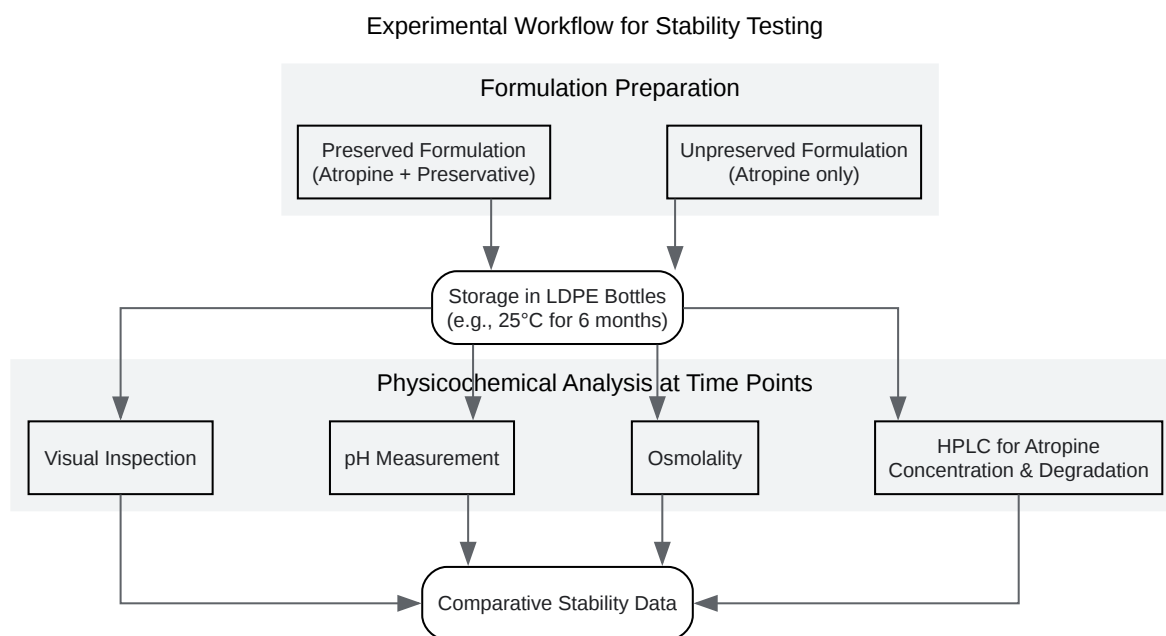 Experimental Workflow for Stability Testing
Formulation Preparation
Preserved Formulation
(Atropine + Preservative)
Unpreserved Formulation
(Atropine only)
Storage in LDPE Bottles
(e.g., 25°C for 6 months)
Physicochemical Analysis at Time Points
Visual Inspection
pH Measurement
Osmolality
HPLC for Atropine
Concentration & Degradation
Comparative Stability Data